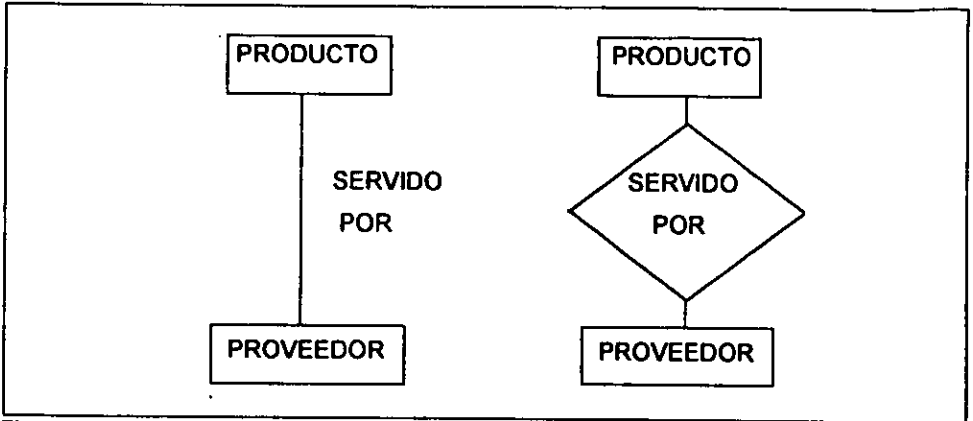 PRODUCTO
SERVIDO
POR
PROVEEDOR
PRODUCTO
SERVIDO
POR
PROVEEDOR